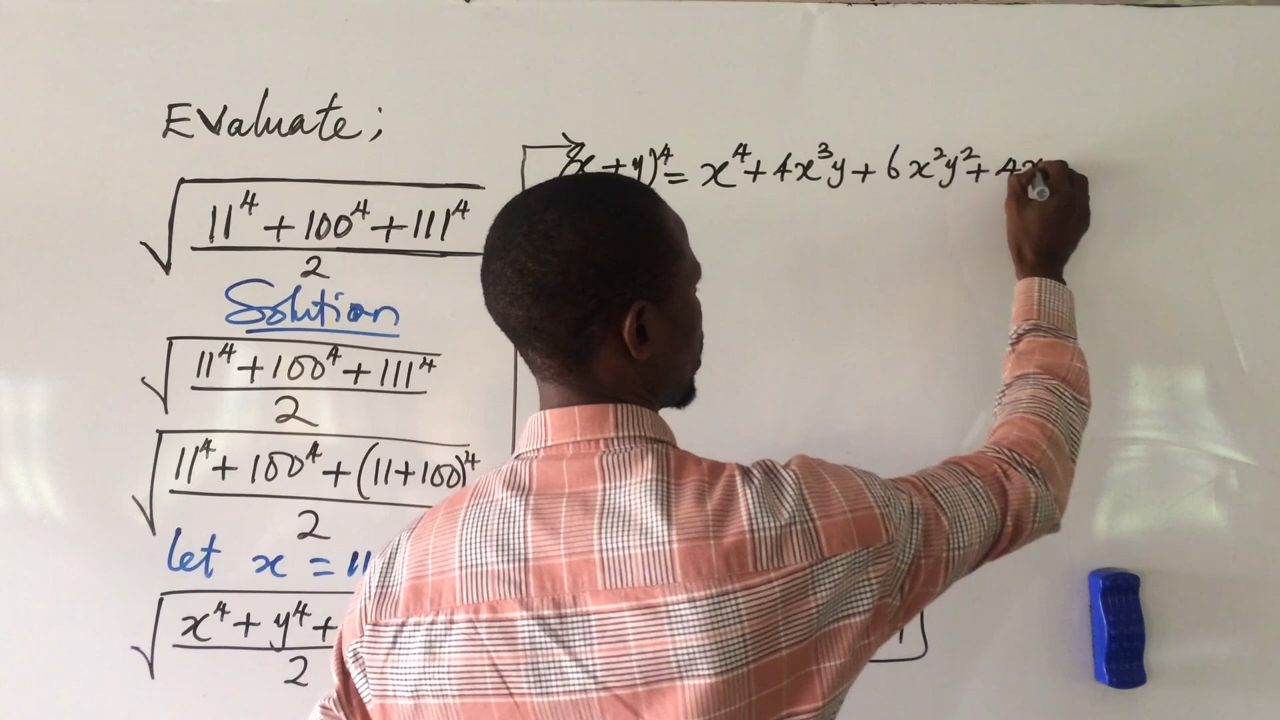 Evaluate;
√((11⁴ + 100⁴ + 111⁴)/2)
Solution
√((11⁴ + 100⁴ + 111⁴)/2)
√((11⁴ + 100⁴ + (11+100)⁴)/2)
let x = 11
√((x⁴ + y⁴ +)/2)
(x + y)⁴ = x⁴ + 4x³y + 6x²y² + 4x